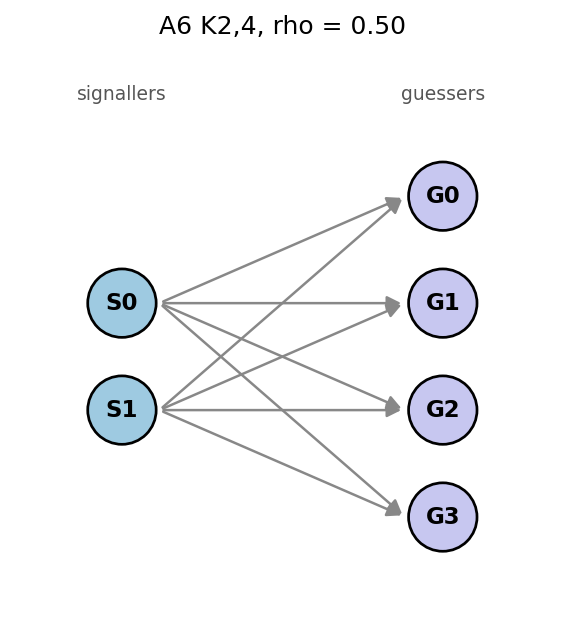 A6 K2,4, rho = 0.50
signallers guessers
G0
S0 G1
S1 G2
G3